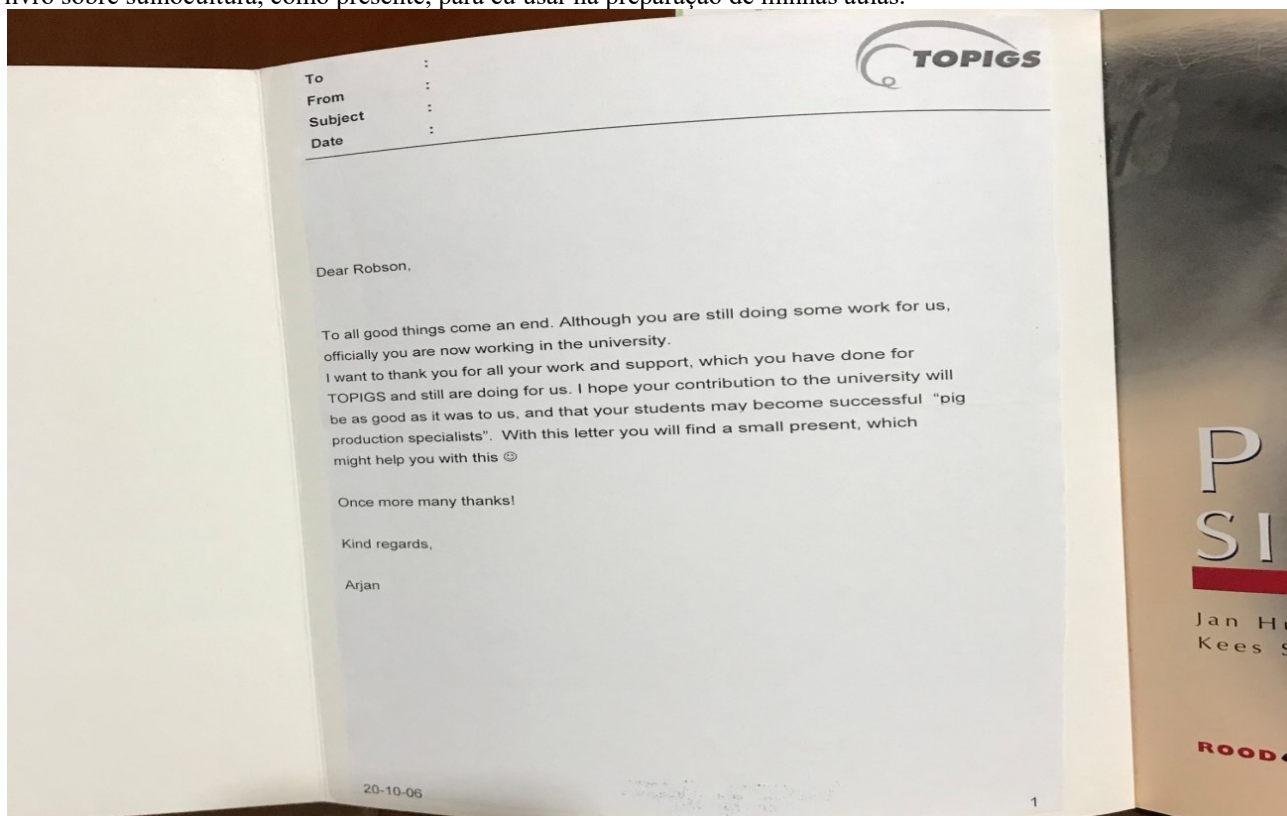 livro sobre suinocultura, como presente, para eu usar na preparação de minhas aulas.
TOPIGS
To :
From :
Subject :
Date :
Dear Robson,
To all good things come an end. Although you are still doing some work for us,
officially you are now working in the university.
I want to thank you for all your work and support, which you have done for
TOPIGS and still are doing for us. I hope your contribution to the university will
be as good as it was to us, and that your students may become successful “pig
production specialists”. With this letter you will find a small present, which
might help you with this ☺
Once more many thanks!
Kind regards,
Arjan
20-10-06
1
P
SI
Jan
Kees
ROOD